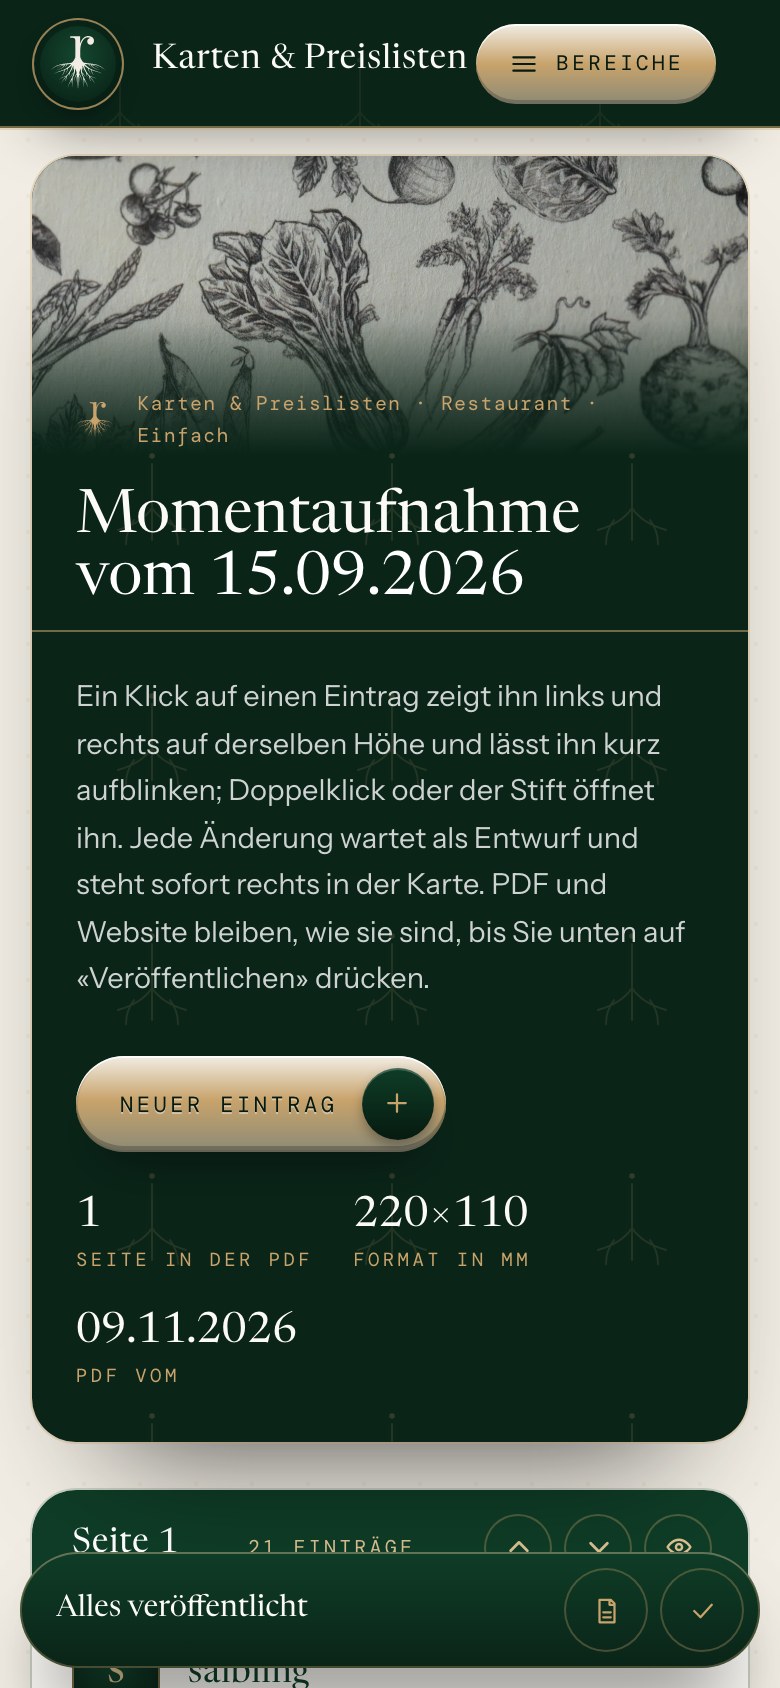 r
Karten & Preislisten
BEREICHE
r
Karten & Preislisten · Restaurant ·
Einfach
Momentaufnahme
vom 15.09.2026
Ein Klick auf einen Eintrag zeigt ihn links und
rechts auf derselben Höhe und lässt ihn kurz
aufblinken; Doppelklick oder der Stift öffnet
ihn. Jede Änderung wartet als Entwurf und
steht sofort rechts in der Karte. PDF und
Website bleiben, wie sie sind, bis Sie unten auf
«Veröffentlichen» drücken.
NEUER EINTRAG
1
SEITE IN DER PDF
220×110
FORMAT IN MM
09.11.2026
PDF VOM
Seite 1
21 EINTRÄGE
Alles veröffentlicht
s
saibling